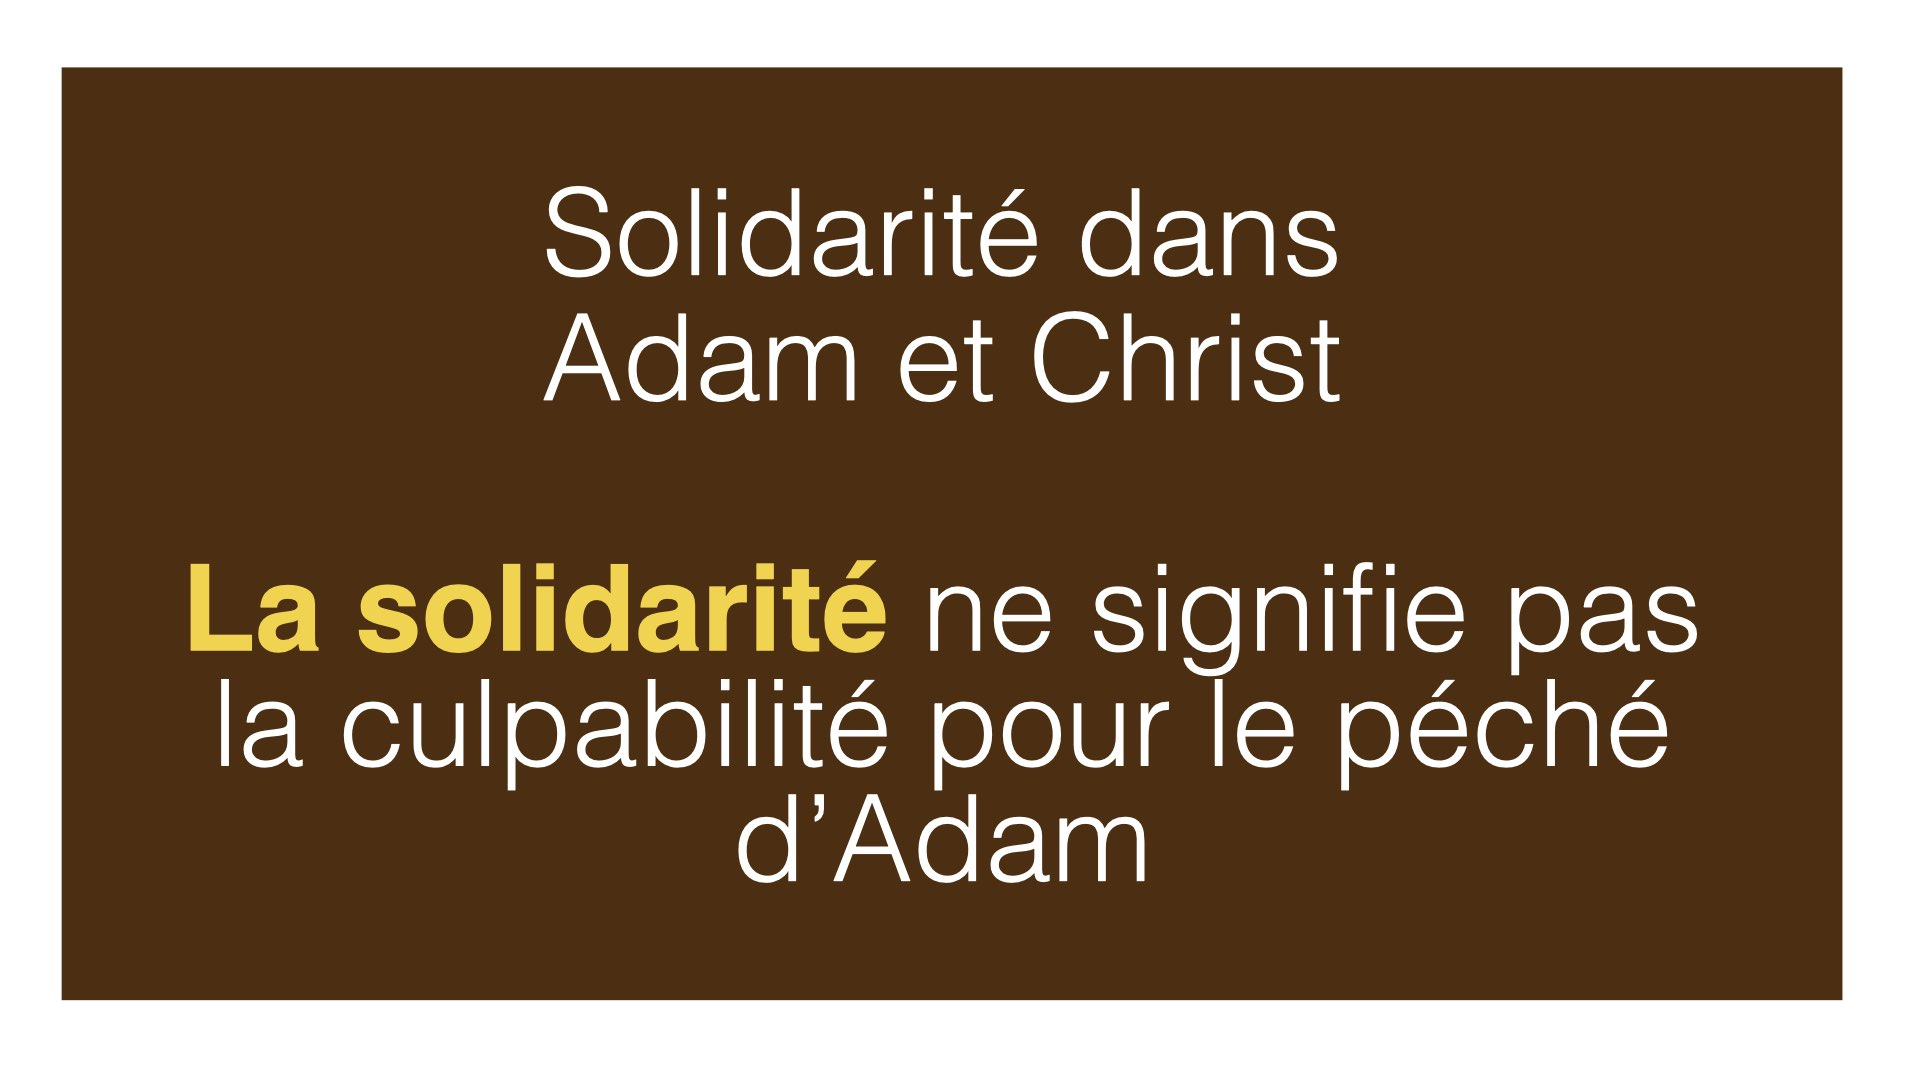 Solidarité dans
Adam et Christ
La solidarité ne signifie pas
la culpabilité pour le péché
d’Adam